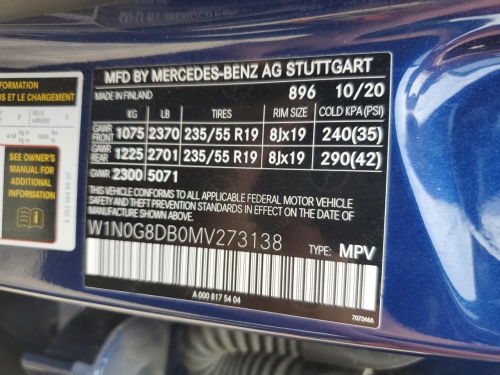 MFD BY MERCEDES-BENZ AG STUTTGART
MADE IN FINLAND 896 10/20
KG LB TIRES RIM SIZE COLD KPA(PSI)
GAWR FRONT 1075 2370 235/55 R19 8Jx19 240(35)
GAWR REAR 1225 2701 235/55 R19 8Jx19 290(42)
GVWR 2300 5071
THIS VEHICLE CONFORMS TO ALL APPLICABLE FEDERAL MOTOR VEHICLE
SAFETY AND THEFT PREVENTION STANDARDS IN EFFECT ON THE DATE OF
MANUFACTURE SHOWN ABOVE.
W1N0G8DB0MV273138 TYPE: MPV
A 000 817 54 04
7073466
FORMATION
OS ET LE CHARGEMENT
SEE OWNER'S
MANUAL FOR
ADDITIONAL
INFORMATION